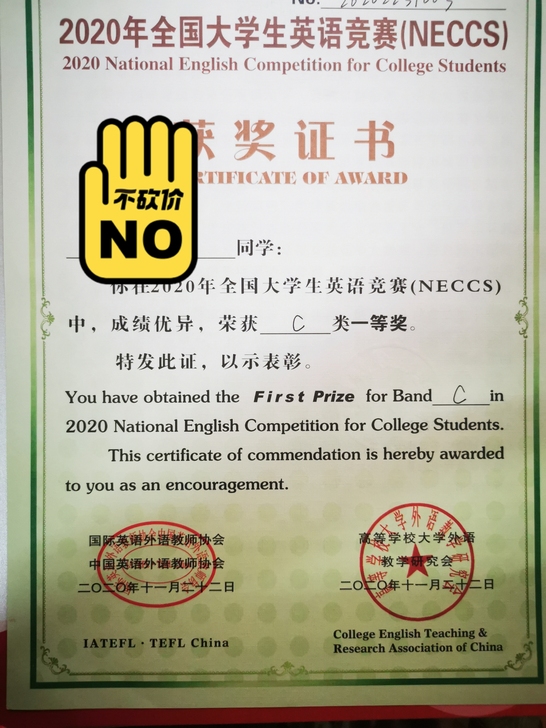 No.
2020年全国大学生英语竞赛(NECCS)
2020 National English Competition for College Students
获奖证书
RTIFICATE OF AWARD
不砍价
NO
同学：
你在2020年全国大学生英语竞赛(NECCS)
中，成绩优异，荣获 C 类一等奖。
特发此证，以示表彰。
You have obtained the First Prize for Band C in
2020 National English Competition for College Students.
This certificate of commendation is hereby awarded
to you as an encouragement.
国际英语外语教师协会
中国英语外语教师协会
二〇二〇年十一月二十二日
高等学校大学外语
教学研究会
二〇二〇年十一月二十二日
IATEFL · TEFL China
College English Teaching &
Research Association of China